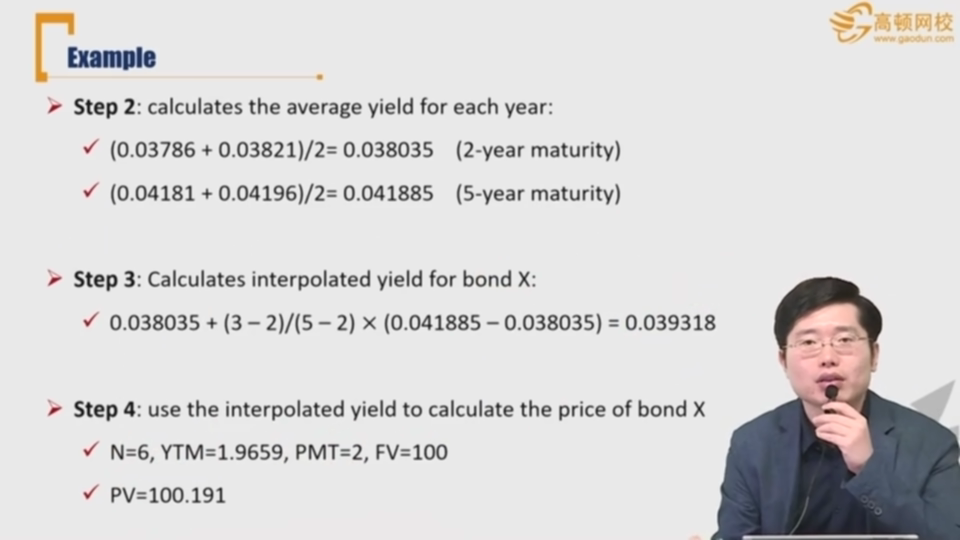 高顿网校
www.gaodun.com
Example
Step 2: calculates the average yield for each year:
(0.03786 + 0.03821)/2= 0.038035 (2-year maturity)
(0.04181 + 0.04196)/2= 0.041885 (5-year maturity)
Step 3: Calculates interpolated yield for bond X:
0.038035 + (3 – 2)/(5 – 2) × (0.041885 – 0.038035) = 0.039318
Step 4: use the interpolated yield to calculate the price of bond X
N=6, YTM=1.9659, PMT=2, FV=100
PV=100.191